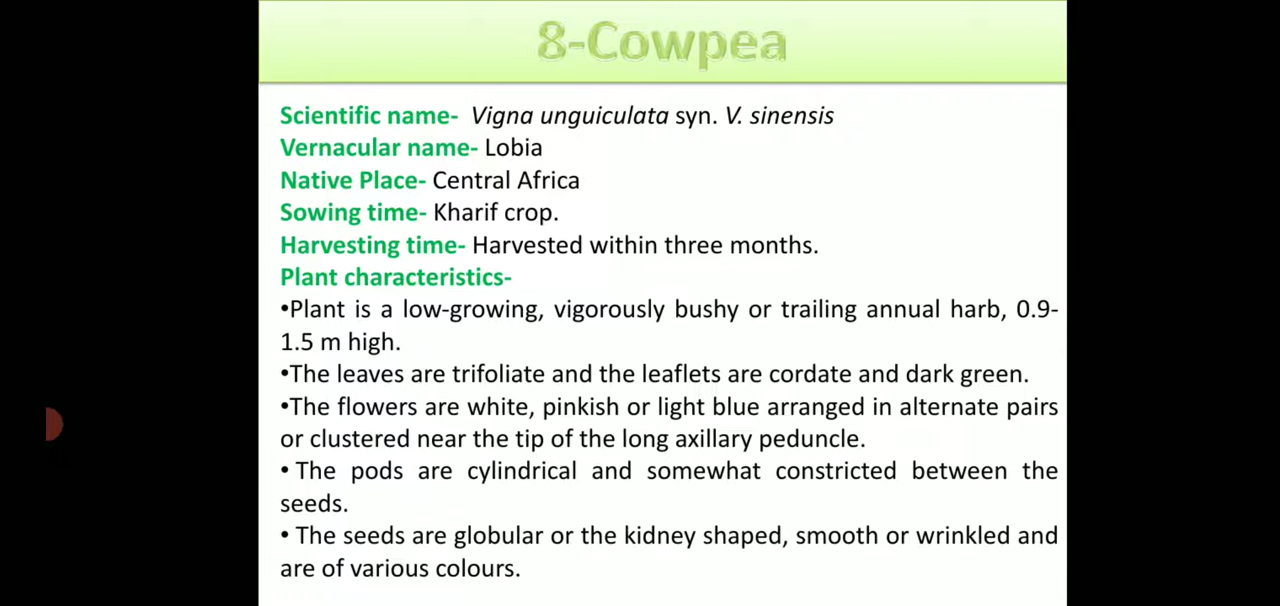 8-Cowpea
Scientific name- Vigna unguiculata syn. V. sinensis
Vernacular name- Lobia
Native Place- Central Africa
Sowing time- Kharif crop.
Harvesting time- Harvested within three months.
Plant characteristics-
•Plant is a low-growing, vigorously bushy or trailing annual harb, 0.9-
1.5 m high.
•The leaves are trifoliate and the leaflets are cordate and dark green.
•The flowers are white, pinkish or light blue arranged in alternate pairs
or clustered near the tip of the long axillary peduncle.
• The pods are cylindrical and somewhat constricted between the
seeds.
• The seeds are globular or the kidney shaped, smooth or wrinkled and
are of various colours.